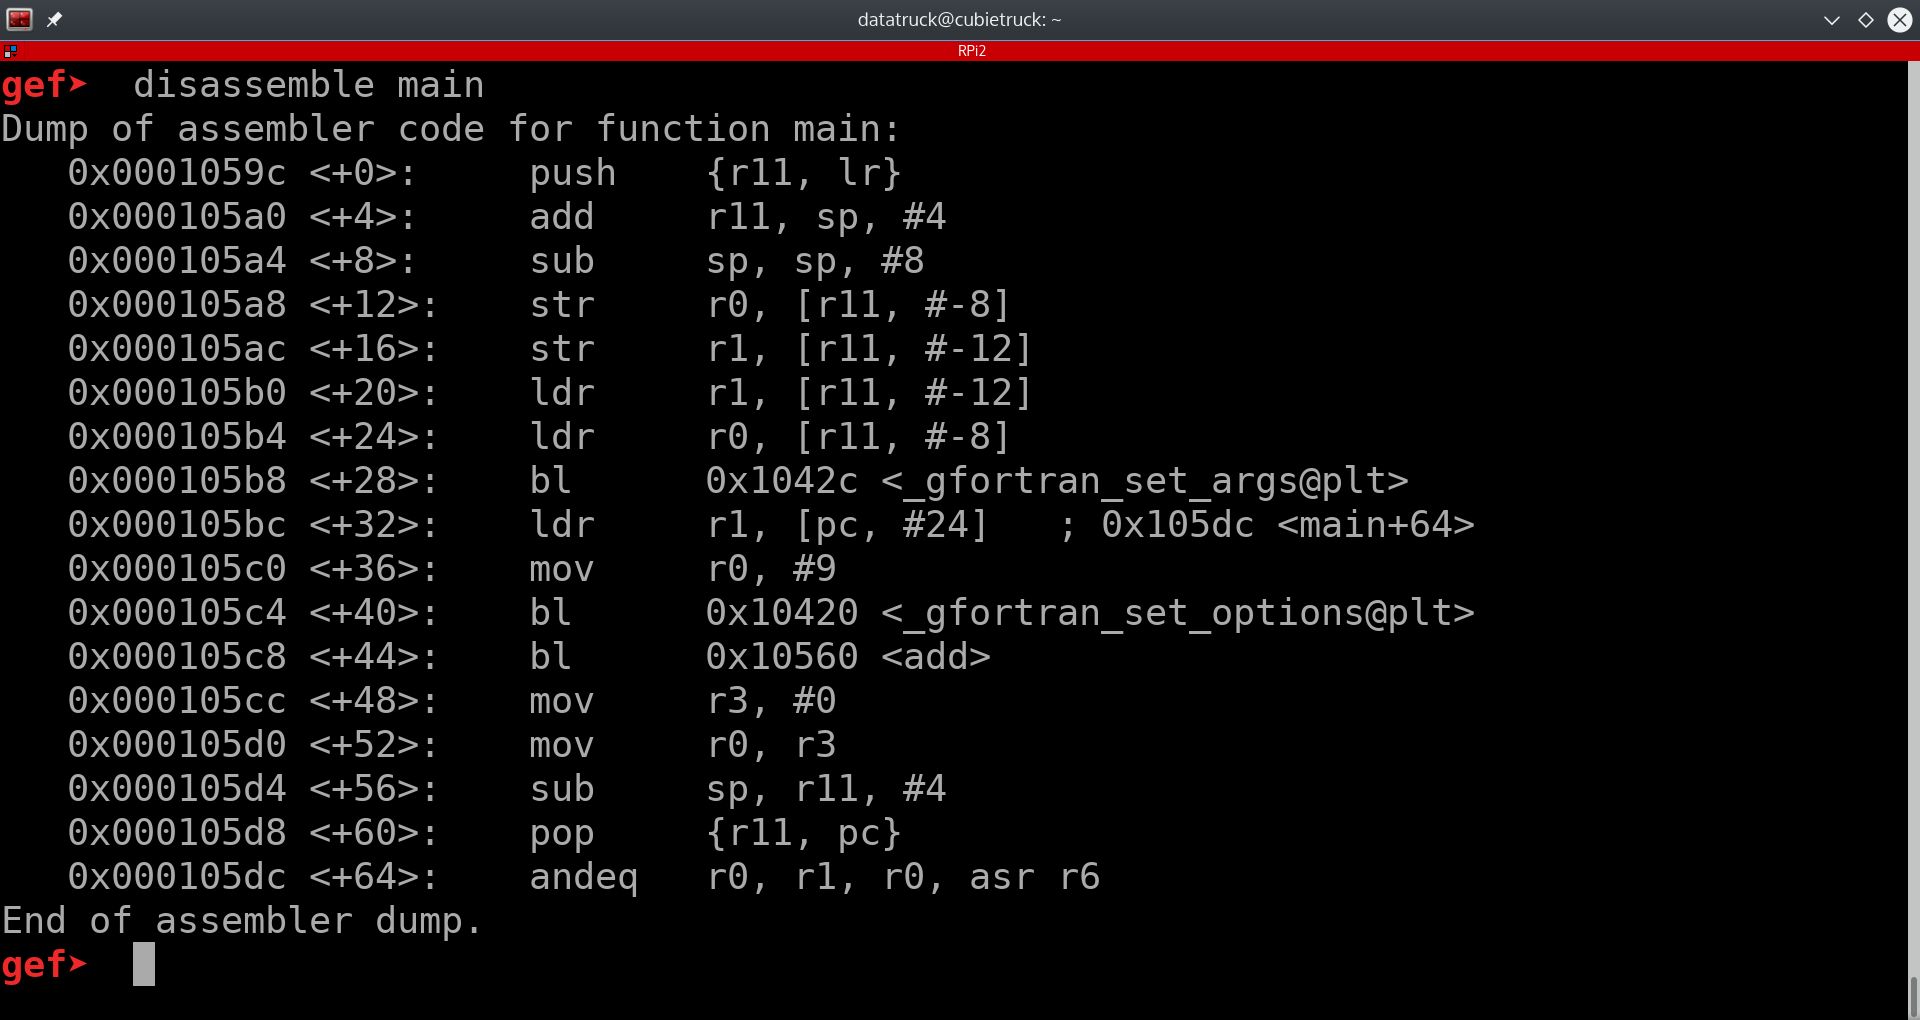 datatruck@cubietruck: ~
RPi2
gef➤  disassemble main
Dump of assembler code for function main:
   0x0001059c <+0>:     push    {r11, lr}
   0x000105a0 <+4>:     add     r11, sp, #4
   0x000105a4 <+8>:     sub     sp, sp, #8
   0x000105a8 <+12>:    str     r0, [r11, #-8]
   0x000105ac <+16>:    str     r1, [r11, #-12]
   0x000105b0 <+20>:    ldr     r1, [r11, #-12]
   0x000105b4 <+24>:    ldr     r0, [r11, #-8]
   0x000105b8 <+28>:    bl      0x1042c <_gfortran_set_args@plt>
   0x000105bc <+32>:    ldr     r1, [pc, #24]   ; 0x105dc <main+64>
   0x000105c0 <+36>:    mov     r0, #9
   0x000105c4 <+40>:    bl      0x10420 <_gfortran_set_options@plt>
   0x000105c8 <+44>:    bl      0x10560 <add>
   0x000105cc <+48>:    mov     r3, #0
   0x000105d0 <+52>:    mov     r0, r3
   0x000105d4 <+56>:    sub     sp, r11, #4
   0x000105d8 <+60>:    pop     {r11, pc}
   0x000105dc <+64>:    andeq   r0, r1, r0, asr r6
End of assembler dump.
gef➤